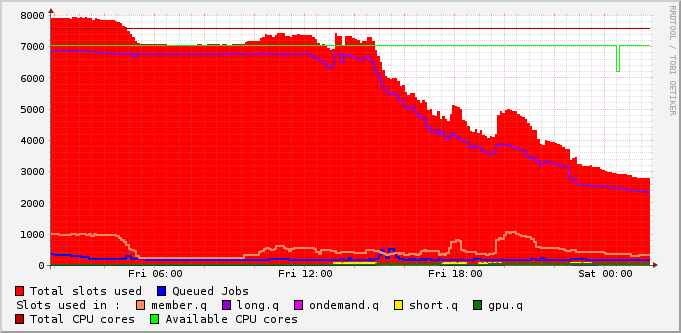 8000
7000
6000
5000
4000
3000
2000
1000
0
Fri 06:00 Fri 12:00 Fri 18:00 Sat 00:00
Total slots used Queued Jobs
Slots used in : member.q long.q ondemand.q short.q gpu.q
Total CPU cores Available CPU cores
RRDTOOL / TOBI OETIKER